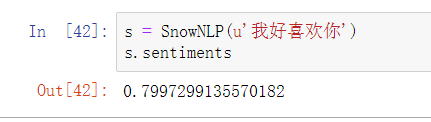 In [42]: s = SnowNLP(u'我好喜欢你')
s.sentiments
Out[42]: 0.7997299135570182